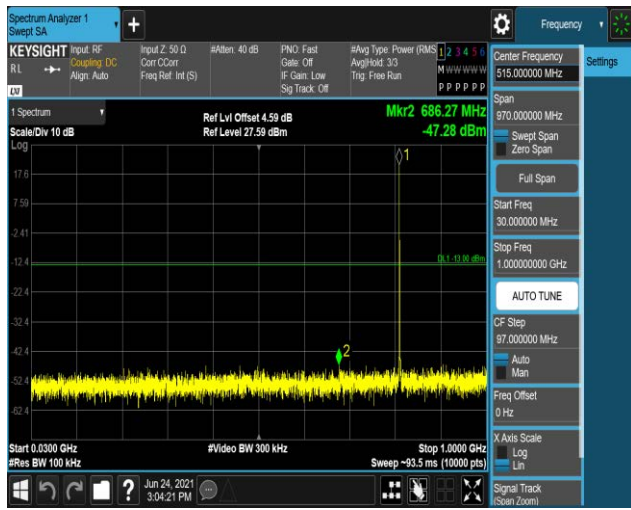 Spectrum Analyzer 1
Swept SA
Frequency
KEYSIGHT
RL
LXI
Input: RF
Coupling: DC
Align: Auto
Input Z: 50 Ω
Corr CCorr
Freq Ref: Int (S)
#Atten: 40 dB
PNO: Fast
Gate: Off
IF Gain: Low
Sig Track: Off
#Avg Type: Power (RMS
Avg|Hold: 3/3
Trig: Free Run
1 2 3 4 5 6
M W W W W W
P P P P P P
1 Spectrum
Scale/Div 10 dB
Log
Ref Lvl Offset 4.59 dB
Ref Level 27.59 dBm
Mkr2 686.27 MHz
-47.28 dBm
17.6
7.59
-2.41
-12.4
-22.4
-32.4
-42.4
-52.4
-62.4
1
DL1 -13.00 dBm
2
Start 0.0300 GHz
#Res BW 100 kHz
#Video BW 300 kHz
Stop 1.0000 GHz
Sweep ~93.5 ms (10000 pts)
?
Jun 24, 2021
3:04:21 PM
Center Frequency
515.000000 MHz
Span
970.000000 MHz
Swept Span
Zero Span
Full Span
Start Freq
30.000000 MHz
Stop Freq
1.000000000 GHz
AUTO TUNE
CF Step
97.000000 MHz
Auto
Man
Freq Offset
0 Hz
X Axis Scale
Log
Lin
Signal Track
(Span Zoom)
Settings